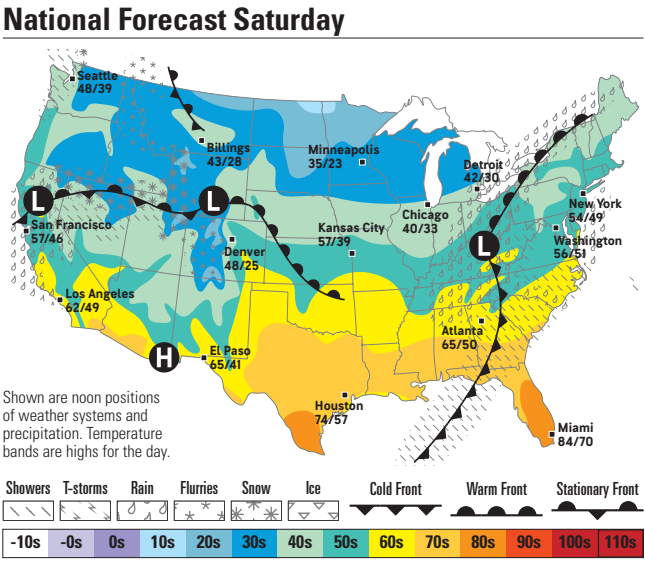 National Forecast Saturday
Seattle
48/39
Billings
43/28
Minneapolis
35/23
Detroit
42/30
L
L
New York
54/49
San Francisco
57/46
Chicago
40/33
Kansas City
57/39
Washington
56/51
L
Denver
48/25
Los Angeles
62/49
Atlanta
65/50
H
El Paso
65/41
Houston
74/57
Miami
84/70
Shown are noon positions
of weather systems and
precipitation. Temperature
bands are highs for the day.
Showers T-storms Rain Flurries Snow Ice Cold Front Warm Front Stationary Front
-10s -0s 0s 10s 20s 30s 40s 50s 60s 70s 80s 90s 100s 110s